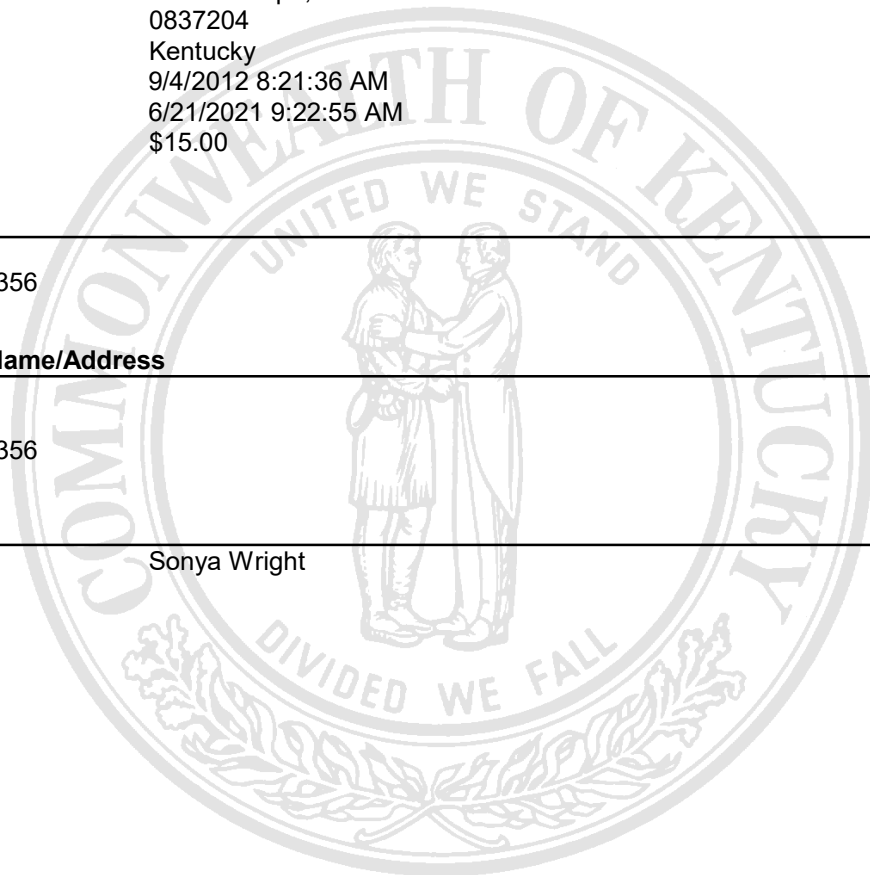 0837204
Kentucky
9/4/2012 8:21:36 AM
6/21/2021 9:22:55 AM
$15.00
COMMONWEALTH OF KENTUCKY
UNITED WE STAND
356
Name/Address
356
Sonya Wright
DIVIDED WE FALL